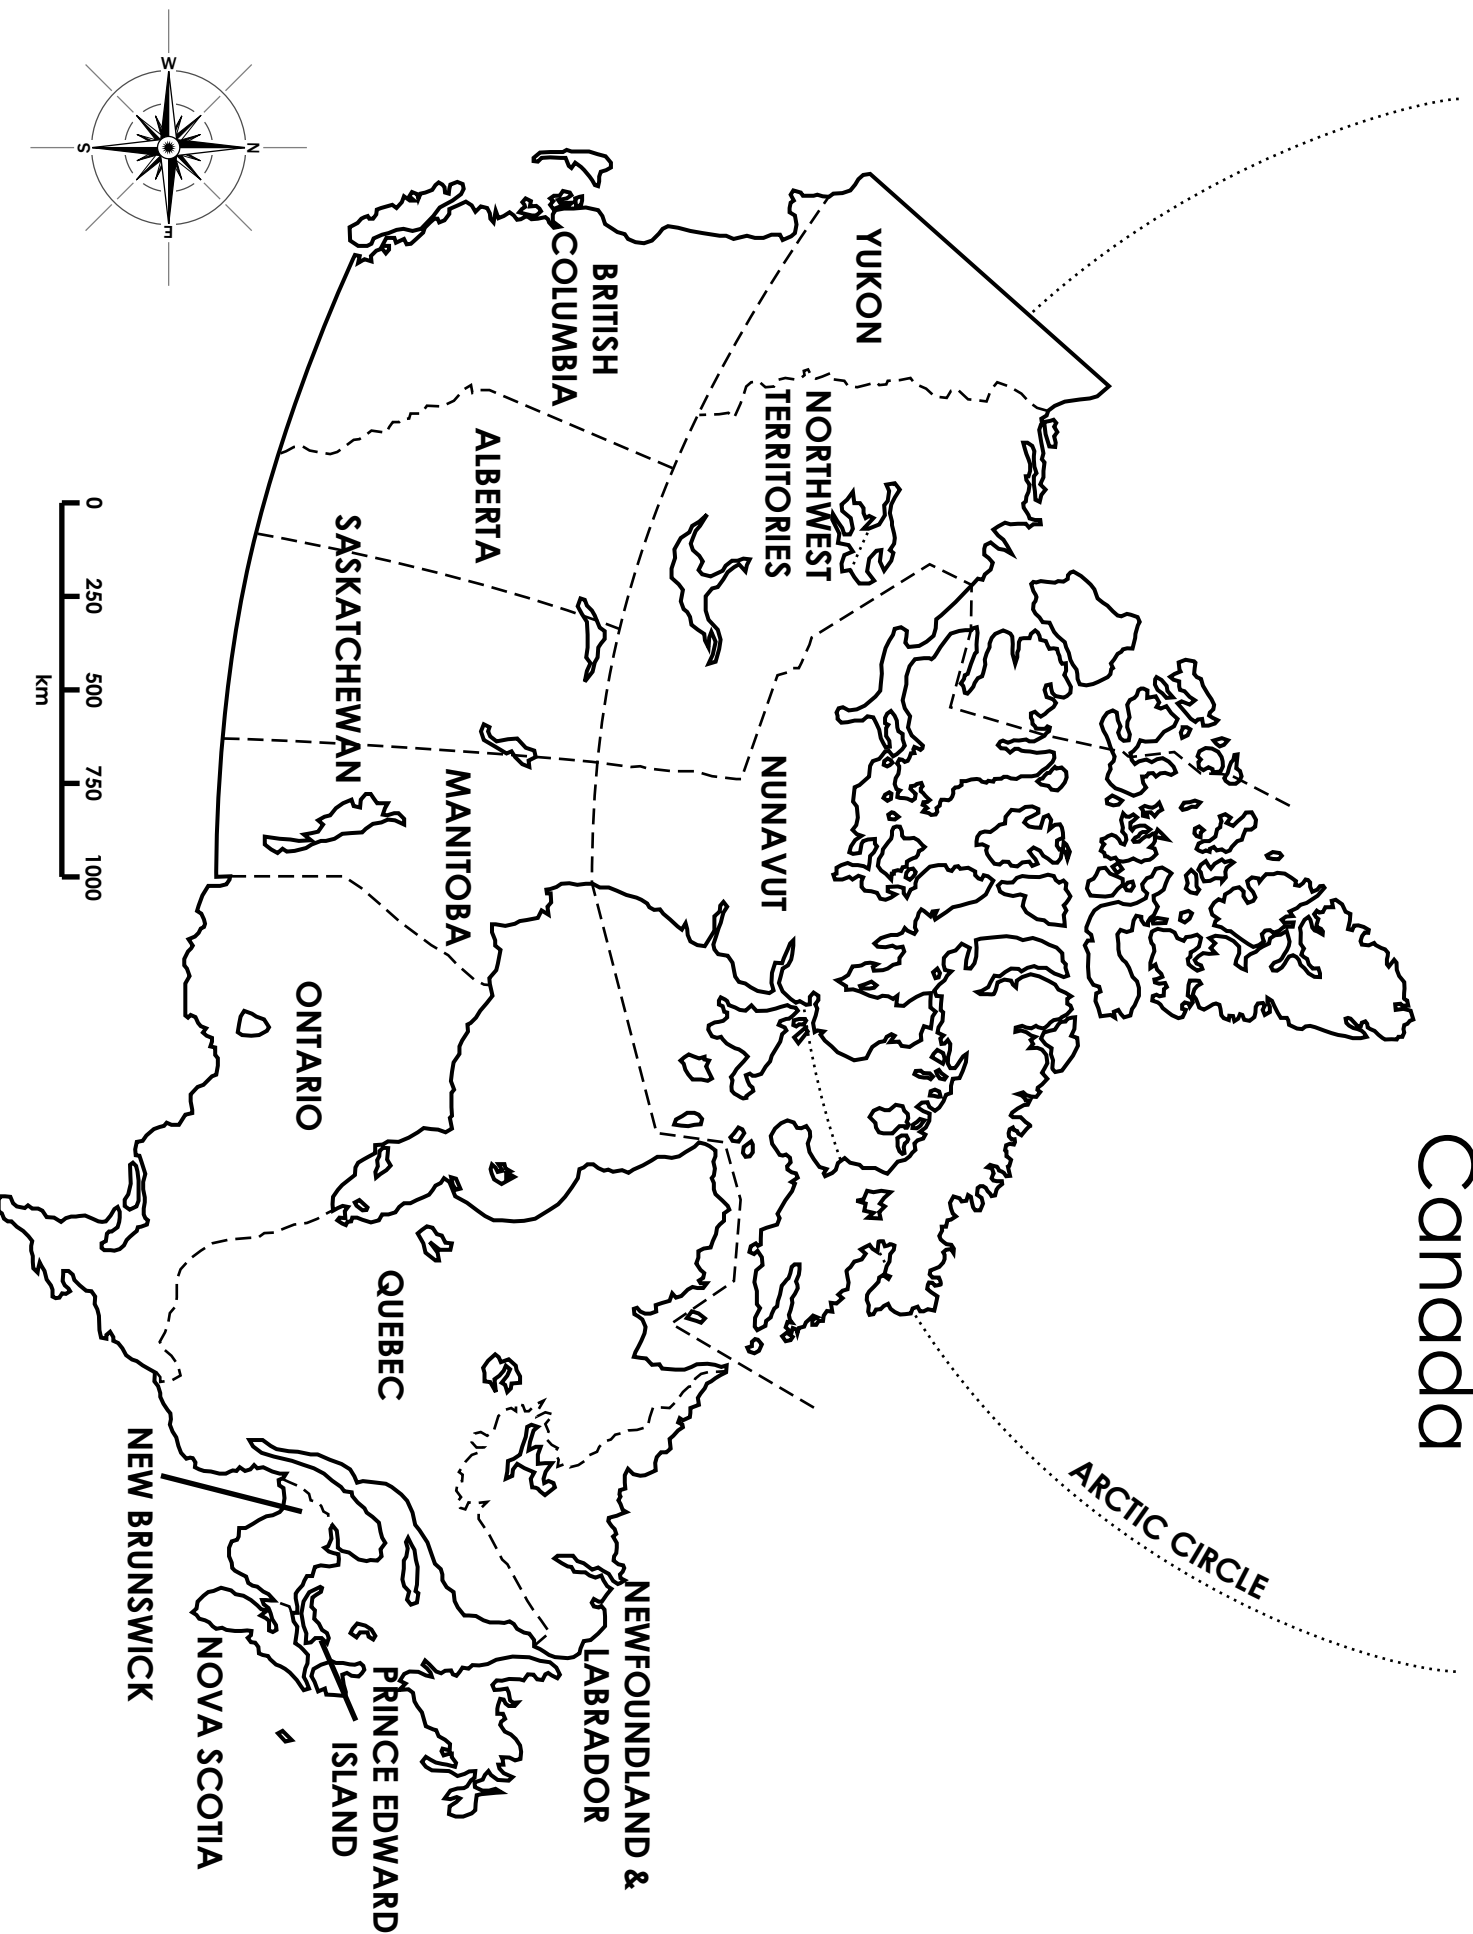 Canada
ARCTIC CIRCLE
YUKON
NORTHWEST
TERRITORIES
NUNAVUT
BRITISH
COLUMBIA
ALBERTA
SASKATCHEWAN
MANITOBA
ONTARIO
QUEBEC
NEWFOUNDLAND &
LABRADOR
PRINCE EDWARD
ISLAND
NOVA SCOTIA
NEW BRUNSWICK
N
W
E
S
0 250 500 750 1000
km